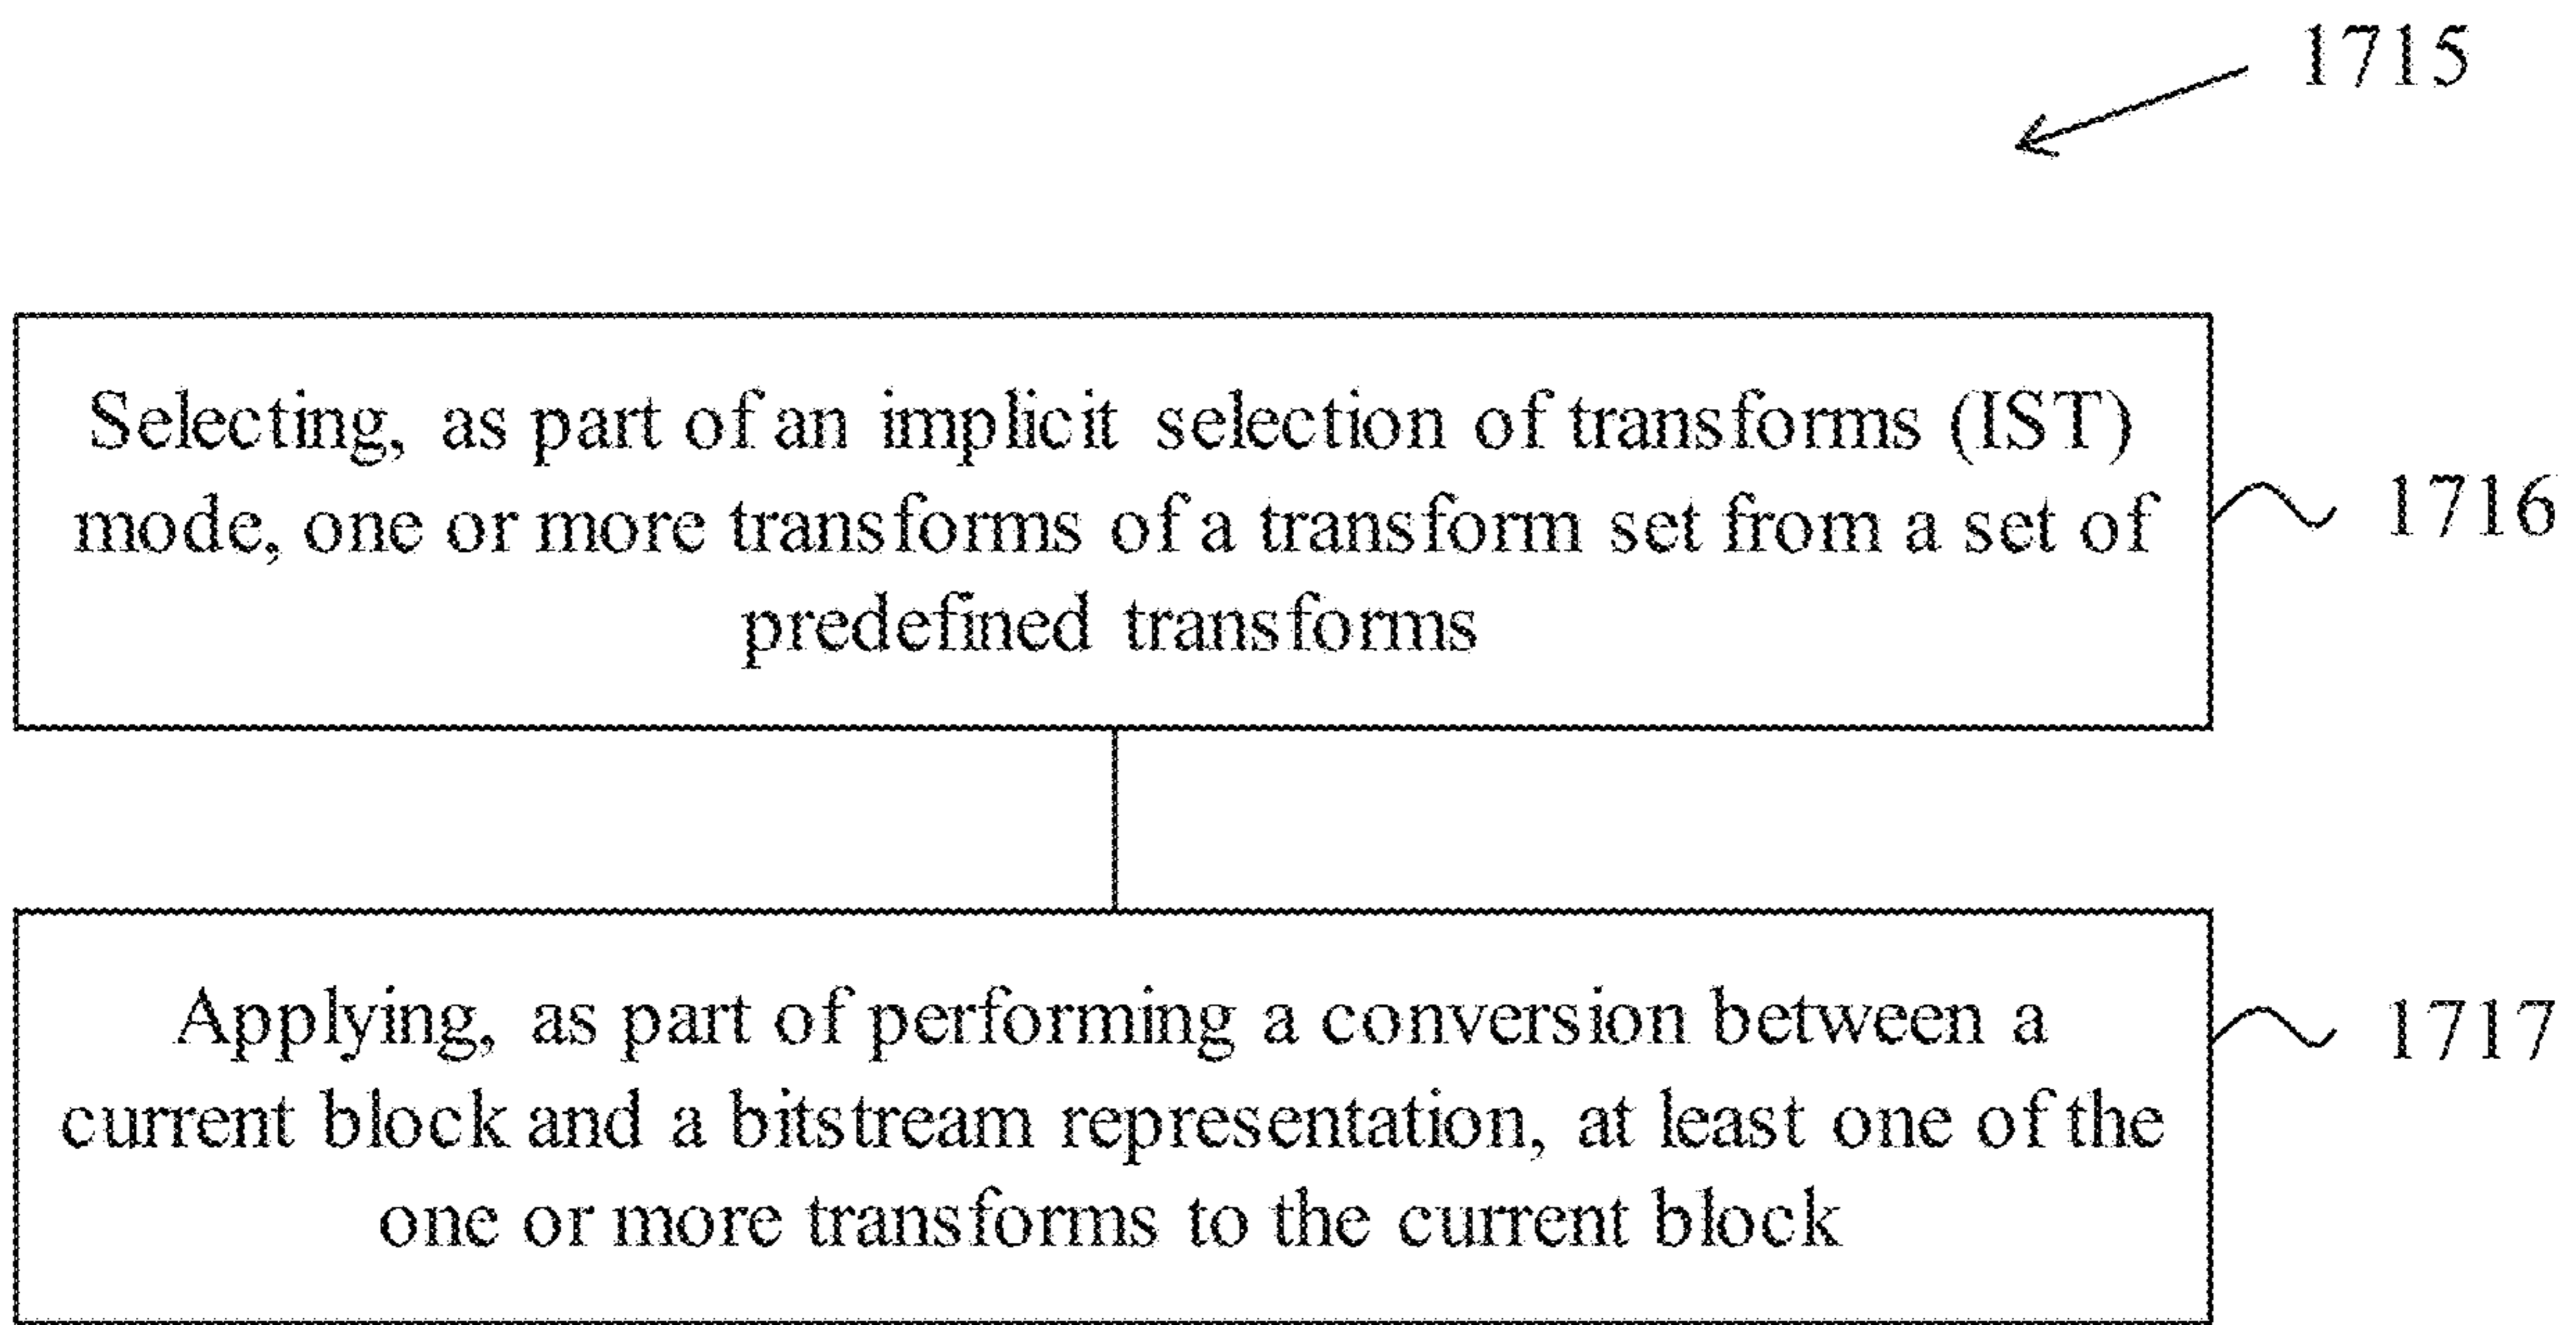 1715
Selecting, as part of an implicit selection of transforms (IST)
mode, one or more transforms of a transform set from a set of
predefined transforms
1716
Applying, as part of performing a conversion between a
current block and a bitstream representation, at least one of the
one or more transforms to the current block
1717